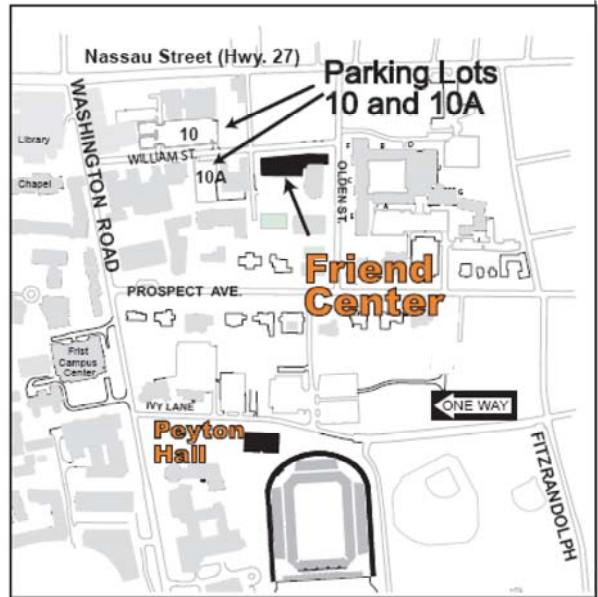 Nassau Street (Hwy. 27)
Parking Lots
10 and 10A
WASHINGTON ROAD
Library
10
WILLIAM ST.
10A
Chapel
OLDEN ST.
F
B
D
C
A
G
Friend
Center
PROSPECT AVE.
Frist
Campus
Center
IVY LANE
ONE WAY
Peyton
Hall
FITZRANDOLPH